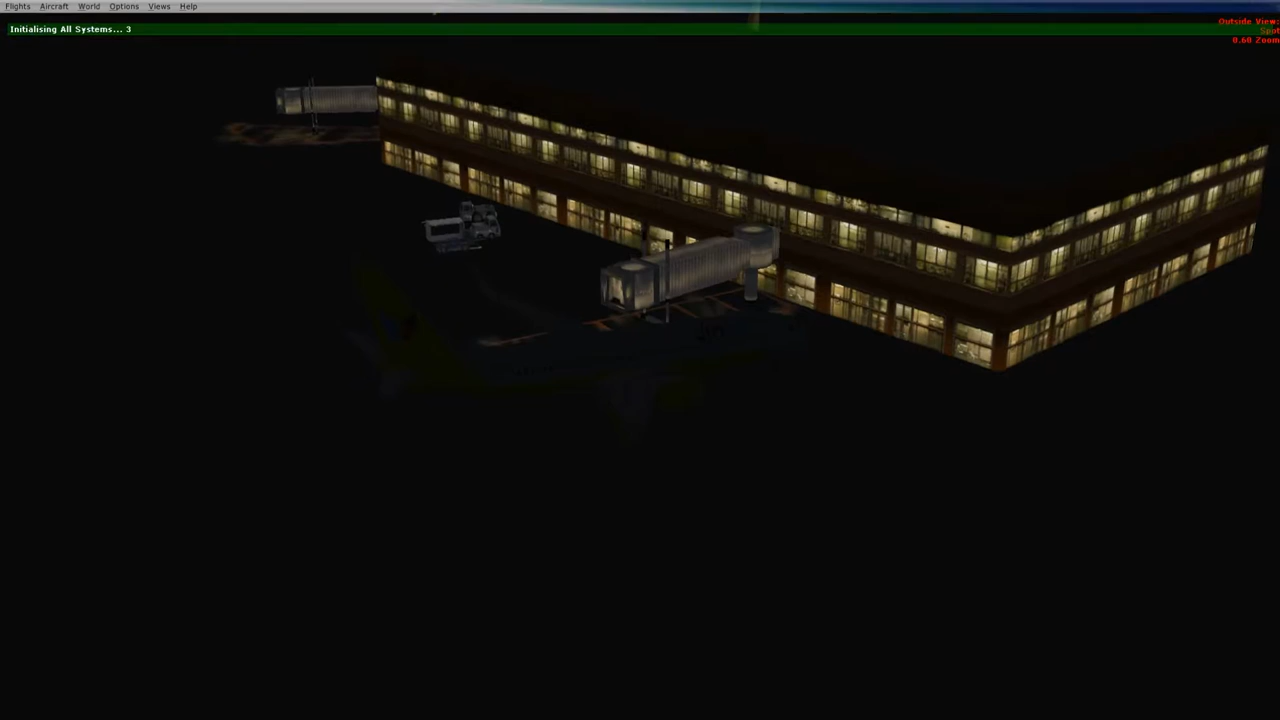 Flights Aircraft World Options Views Help
Initialising All Systems... 3
Outside View:
Spot
0.60 Zoom